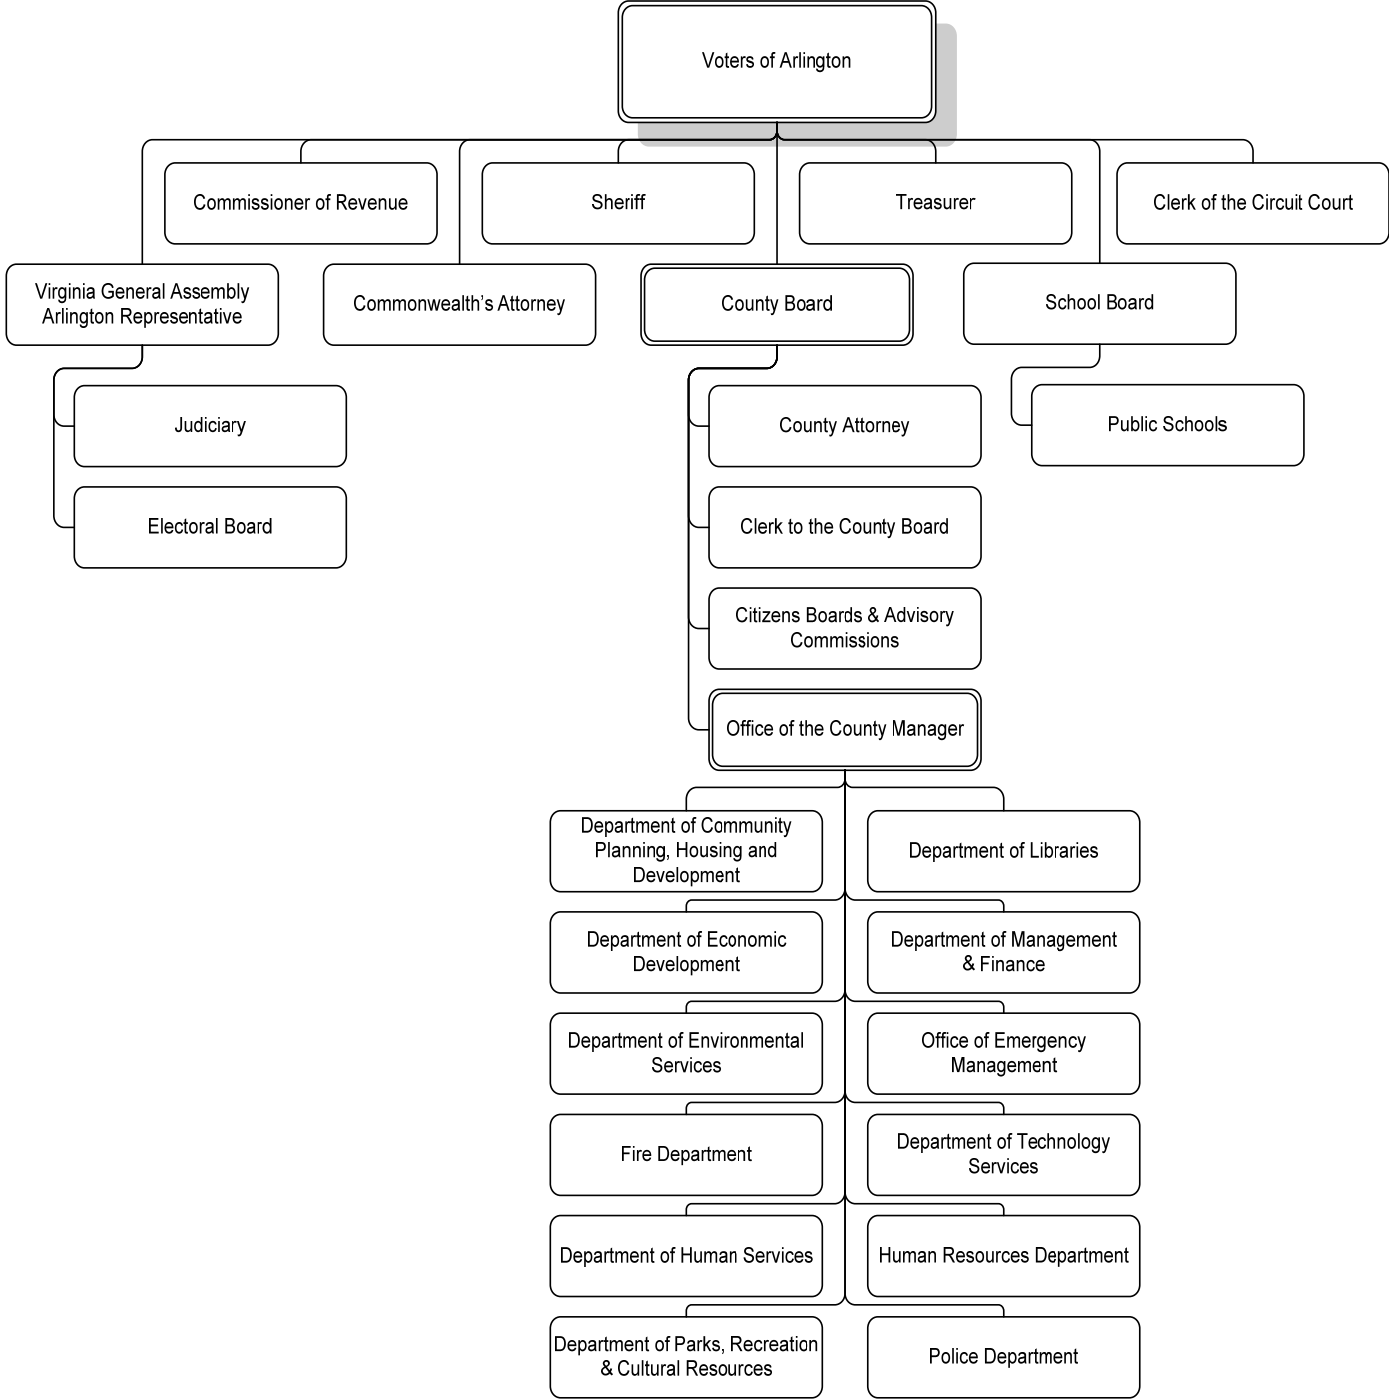 Voters of Arlington
Commissioner of Revenue
Sheriff
Treasurer
Clerk of the Circuit Court
Virginia General Assembly
Arlington Representative
Commonwealth’s Attorney
County Board
School Board
Judiciary
County Attorney
Public Schools
Electoral Board
Clerk to the County Board
Citizens Boards & Advisory
Commissions
Office of the County Manager
Department of Community
Planning, Housing and
Development
Department of Libraries
Department of Economic
Development
Department of Management
& Finance
Department of Environmental
Services
Office of Emergency
Management
Fire Department
Department of Technology
Services
Department of Human Services
Human Resources Department
Department of Parks, Recreation
& Cultural Resources
Police Department